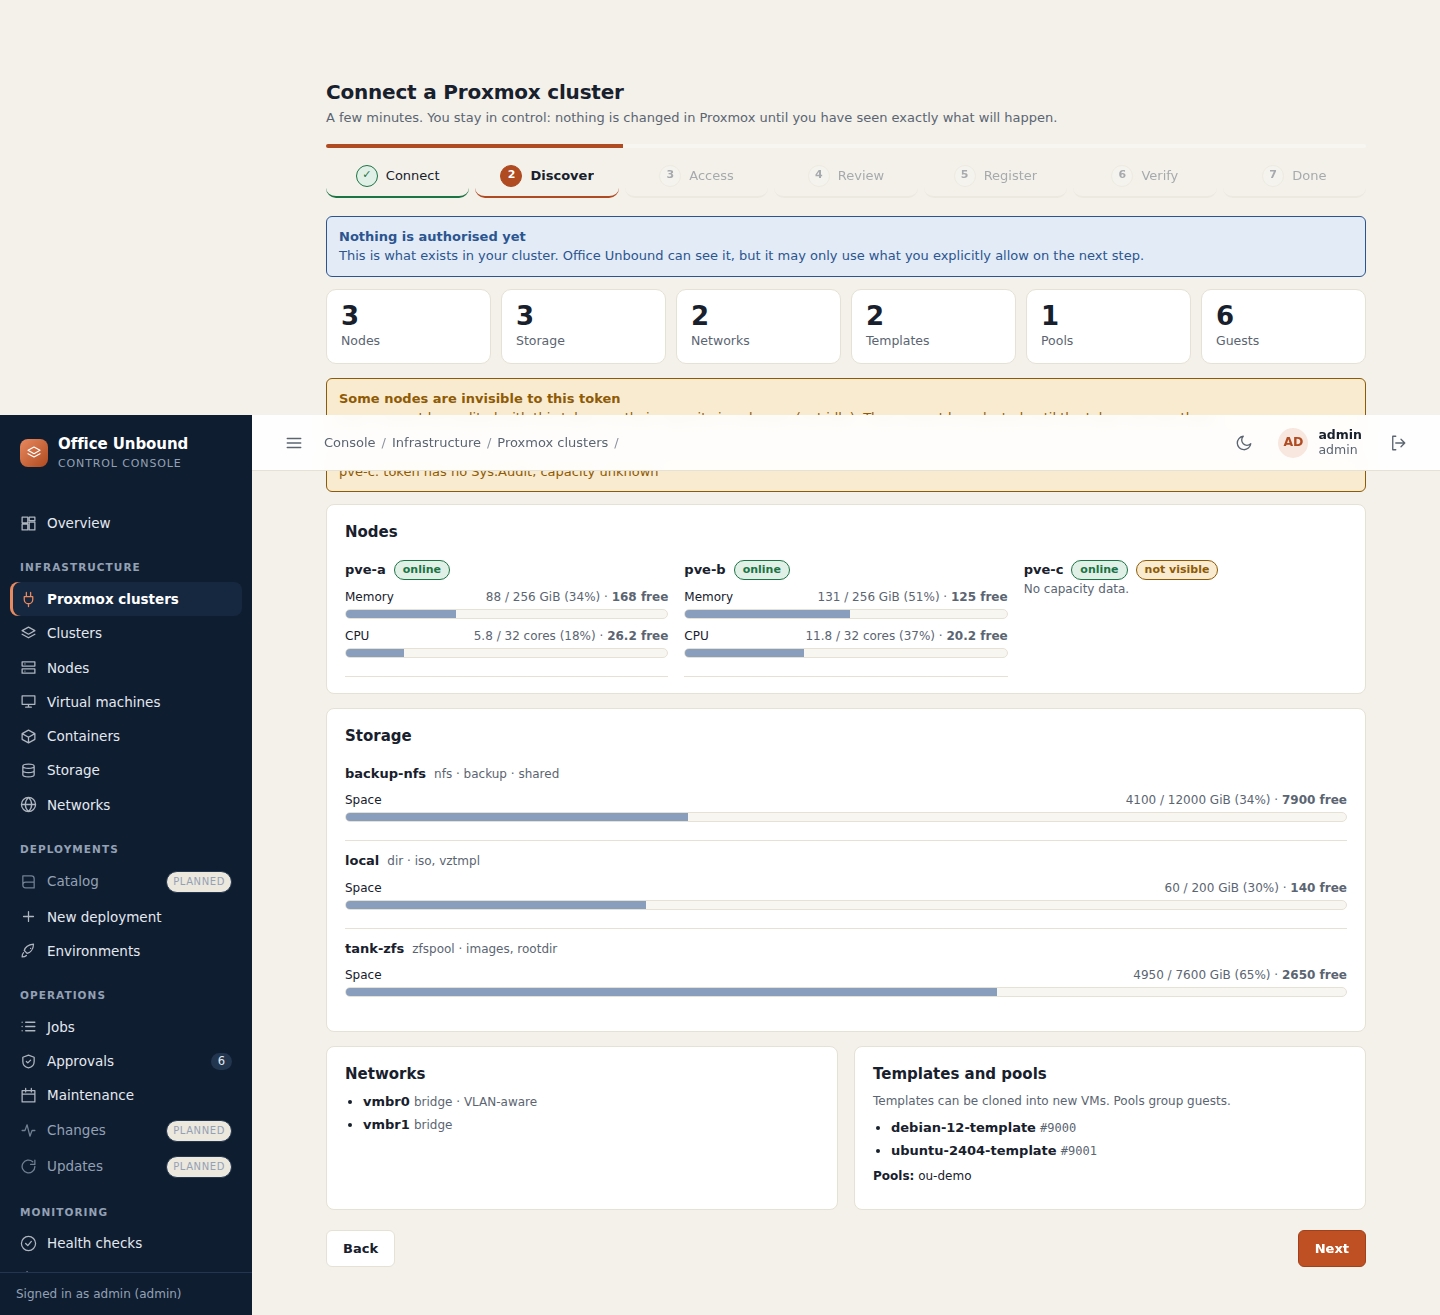 Connect a Proxmox cluster
A few minutes. You stay in control: nothing is changed in Proxmox until you have seen exactly what will happen.
✓ Connect
2 Discover
3 Access
4 Review
5 Register
6 Verify
7 Done
Nothing is authorised yet
This is what exists in your cluster. Office Unbound can see it, but it may only use what you explicitly allow on the next step.
3
Nodes
3
Storage
2
Networks
2
Templates
1
Pools
6
Guests
Some nodes are invisible to this token
Office Unbound
CONTROL CONSOLE
Console / Infrastructure / Proxmox clusters /
AD
admin
admin
pve-c: token has no Sys.Audit, capacity unknown
Overview
INFRASTRUCTURE
Proxmox clusters
Clusters
Nodes
Virtual machines
Containers
Storage
Networks
DEPLOYMENTS
Catalog PLANNED
New deployment
Environments
OPERATIONS
Jobs
Approvals 6
Maintenance
Changes PLANNED
Updates PLANNED
MONITORING
Health checks
Signed in as admin (admin)
Nodes
pve-a online
Memory 88 / 256 GiB (34%) · 168 free
CPU 5.8 / 32 cores (18%) · 26.2 free
pve-b online
Memory 131 / 256 GiB (51%) · 125 free
CPU 11.8 / 32 cores (37%) · 20.2 free
pve-c online not visible
No capacity data.
Storage
backup-nfs nfs · backup · shared
Space 4100 / 12000 GiB (34%) · 7900 free
local dir · iso, vztmpl
Space 60 / 200 GiB (30%) · 140 free
tank-zfs zfspool · images, rootdir
Space 4950 / 7600 GiB (65%) · 2650 free
Networks
• vmbr0 bridge · VLAN-aware
• vmbr1 bridge
Templates and pools
Templates can be cloned into new VMs. Pools group guests.
• debian-12-template #9000
• ubuntu-2404-template #9001
Pools: ou-demo
Back
Next